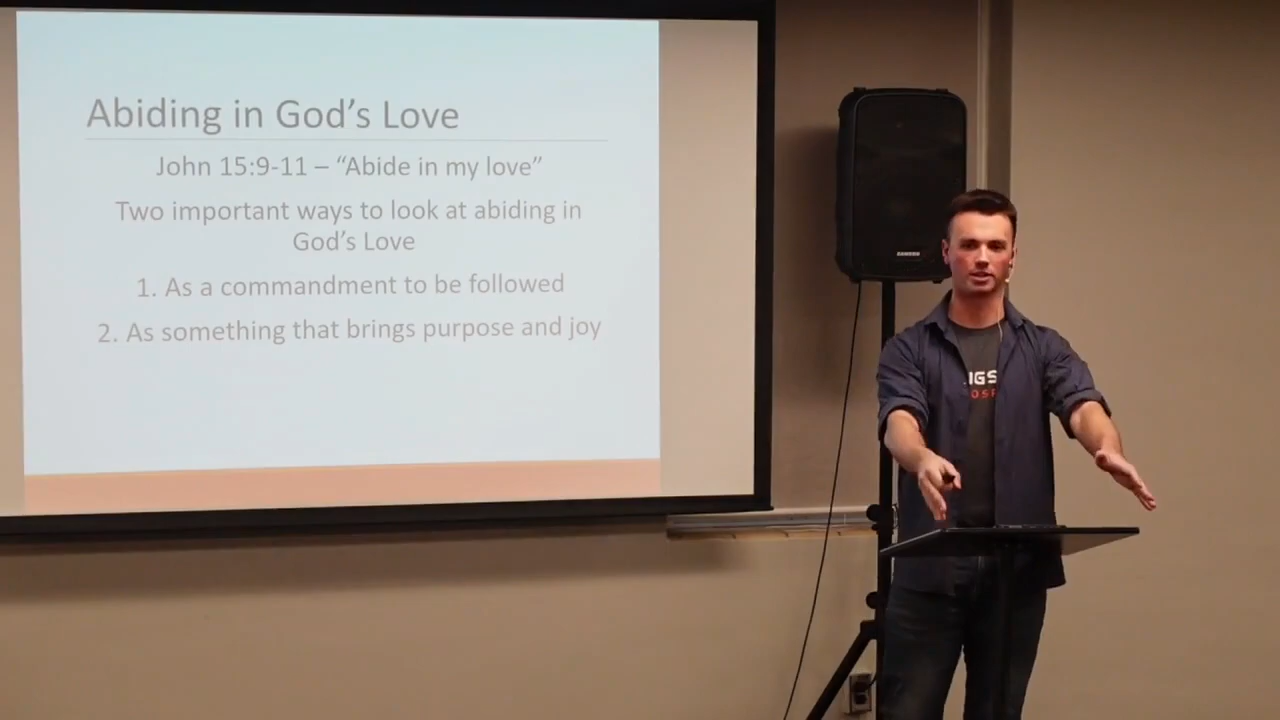 Abiding in God's Love
John 15:9-11 – "Abide in my love"
Two important ways to look at abiding in
God's Love
1. As a commandment to be followed
2. As something that brings purpose and joy
SAMSON